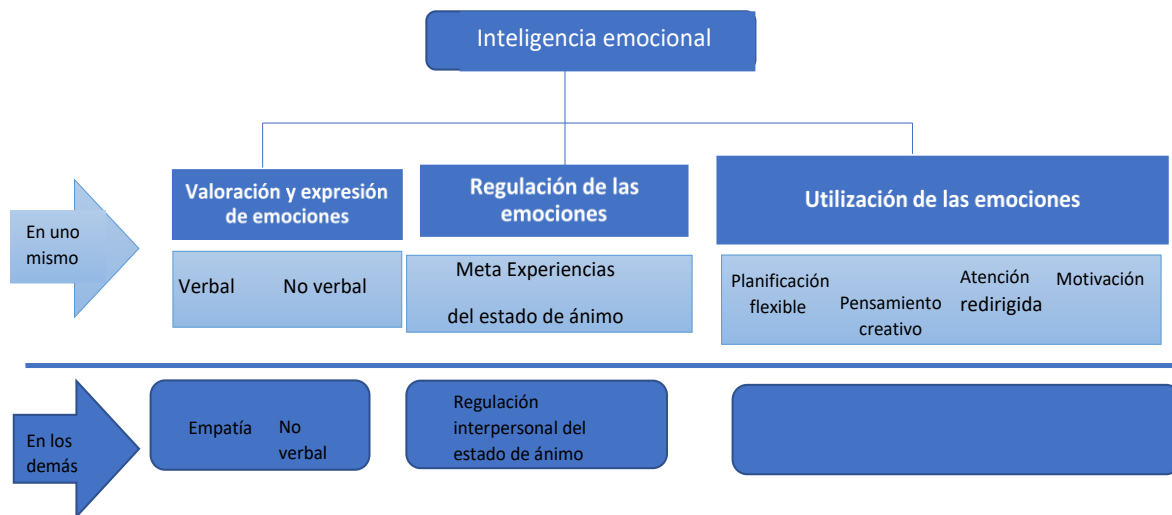 Inteligencia emocional
Valoración y expresión
de emociones
Regulación de las
emociones
Utilización de las emociones
En uno
mismo
Verbal
No verbal
Meta Experiencias
del estado de ánimo
Planificación
flexible
Pensamiento
creativo
Atención
redirigida
Motivación
En los
demás
Empatía
No
verbal
Regulación
interpersonal del
estado de ánimo